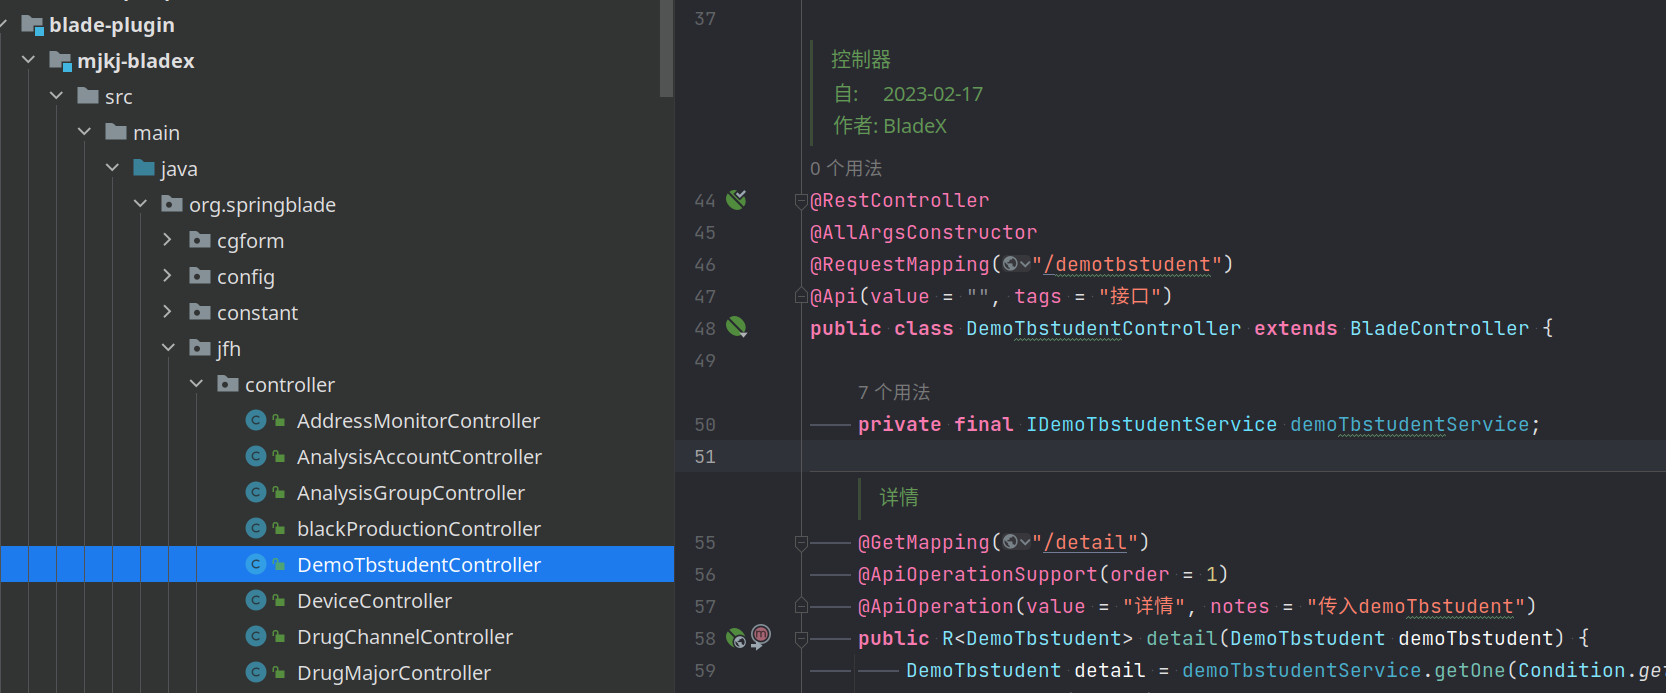 blade-plugin
mjkj-bladex
src
main
java
org.springblade
cgform
config
constant
jfh
controller
AddressMonitorController
AnalysisAccountController
AnalysisGroupController
blackProductionController
DemoTbstudentController
DeviceController
DrugChannelController
DrugMajorController
37
控制器
自: 2023-02-17
作者: BladeX
0 个用法
44 @RestController
45 @AllArgsConstructor
46 @RequestMapping("/demotbstudent")
47 @Api(value = "", tags = "接口")
48 public class DemoTbstudentController extends BladeController {
49
7 个用法
50 private final IDemoTbstudentService demoTbstudentService;
51
详情
55 @GetMapping("/detail")
56 @ApiOperationSupport(order = 1)
57 @ApiOperation(value = "详情", notes = "传入demoTbstudent")
58 public R<DemoTbstudent> detail(DemoTbstudent demoTbstudent) {
59 DemoTbstudent detail = demoTbstudentService.getOne(Condition.get